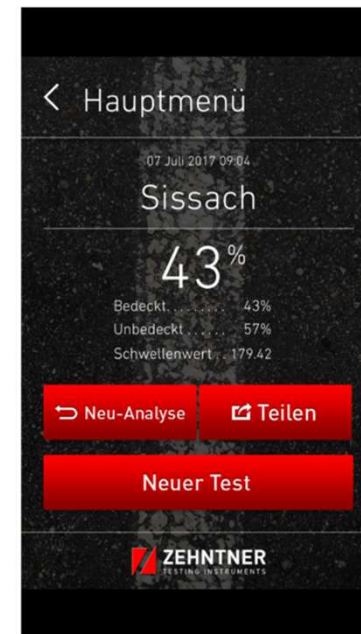 Hauptmenü
07 Juli 2017 09:04
Sissach
43%
Bedeckt......... 43%
Unbedeckt...... 57%
Schwellenwert.. 179.42
Neu-Analyse
Teilen
Neuer Test
ZEHNTNER
TESTING INSTRUMENTS